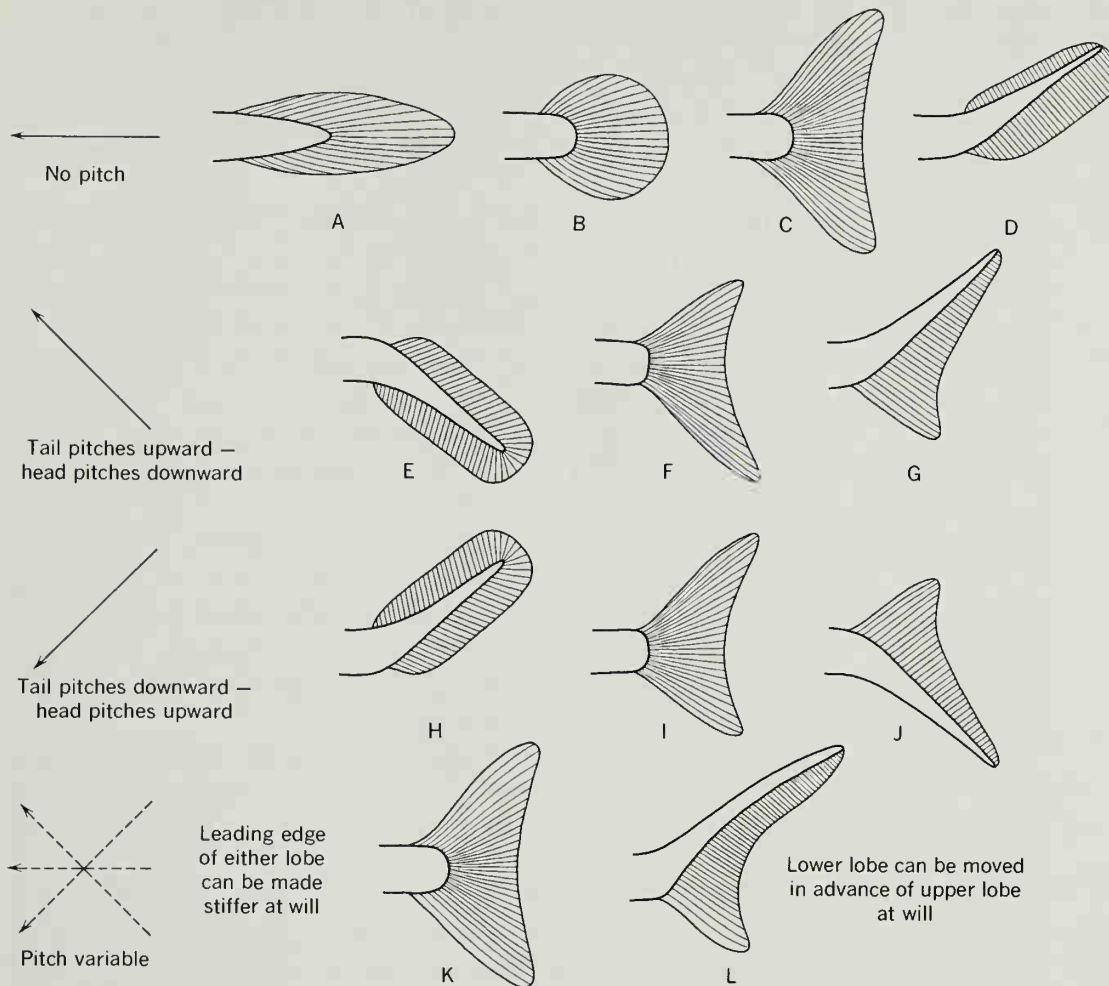 No pitch
A
B
C
D
Tail pitches upward –
head pitches downward
E
F
G
Tail pitches downward –
head pitches upward
H
I
J
Pitch variable
Leading edge
of either lobe
can be made
stiffer at will
K
L
Lower lobe can be moved
in advance of upper lobe
at will